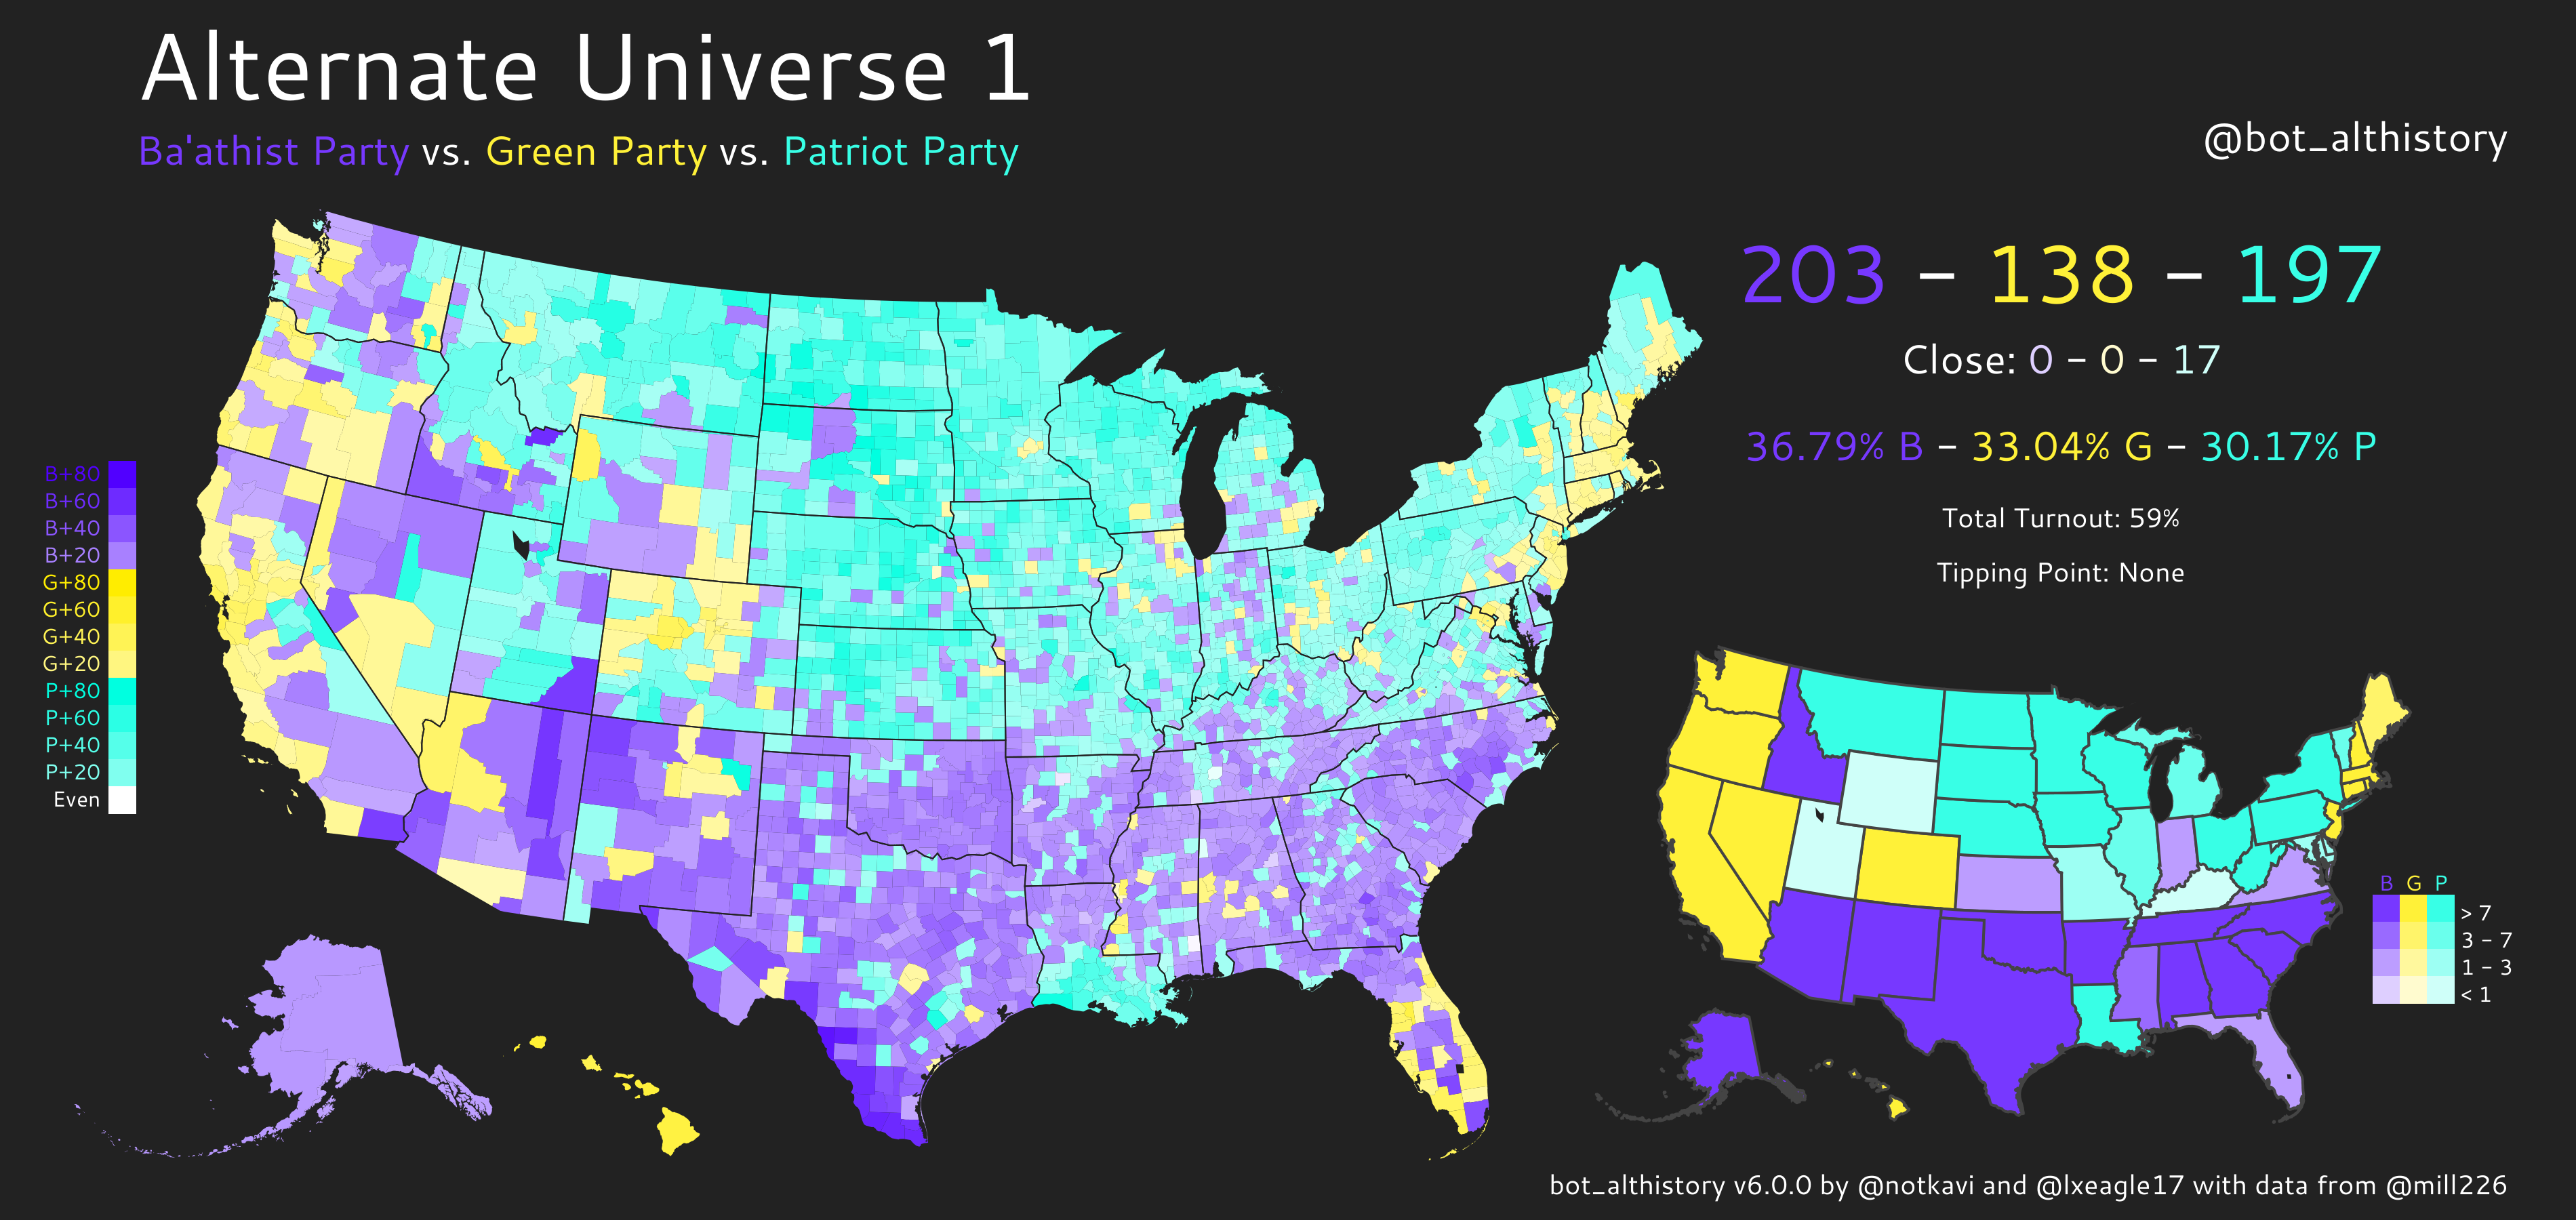 Alternate Universe 1
Ba'athist Party vs. Green Party vs. Patriot Party
@bot_althistory
203 – 138 – 197
Close: 0 – 0 – 17
36.79% B – 33.04% G – 30.17% P
Total Turnout: 59%
Tipping Point: None
B+80
B+60
B+40
B+20
G+80
G+60
G+40
G+20
P+80
P+60
P+40
P+20
Even
B G P
> 7
3 – 7
1 – 3
< 1
bot_althistory v6.0.0 by @notkavi and @lxeagle17 with data from @mill226